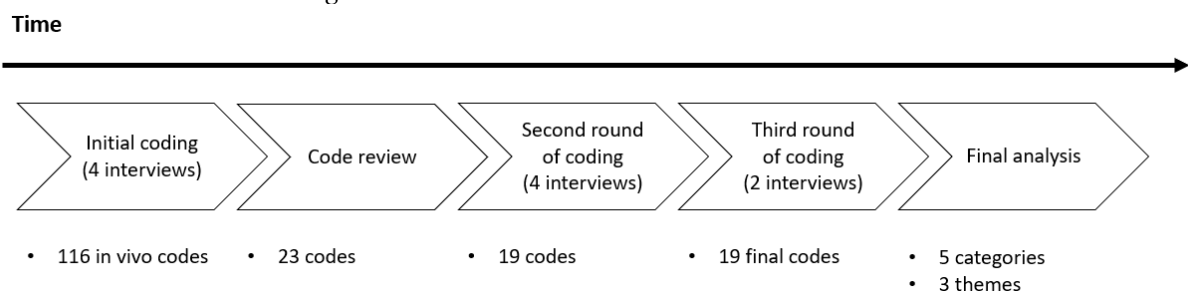 Time
Initial coding
(4 interviews)
Code review
Second round
of coding
(4 interviews)
Third round
of coding
(2 interviews)
Final analysis
• 116 in vivo codes
• 23 codes
• 19 codes
• 19 final codes
• 5 categories
• 3 themes